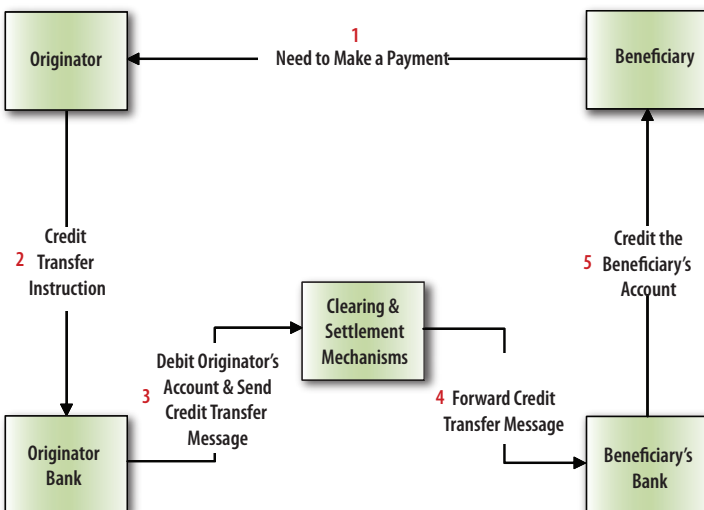 1
Originator
Need to Make a Payment
Beneficiary
2
Credit
Transfer
Instruction
5
Credit the
Beneficiary's
Account
Clearing &
Settlement
Mechanisms
3
Debit Originator's
Account & Send
Credit Transfer
Message
4
Forward Credit
Transfer Message
Originator
Bank
Beneficiary's
Bank